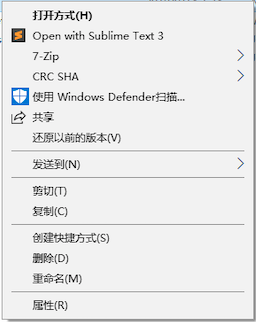 打开方式(H)
Open with Sublime Text 3
7-Zip
CRC SHA
使用 Windows Defender扫描...
共享
还原以前的版本(V)
发送到(N)
剪切(T)
复制(C)
创建快捷方式(S)
删除(D)
重命名(M)
属性(R)